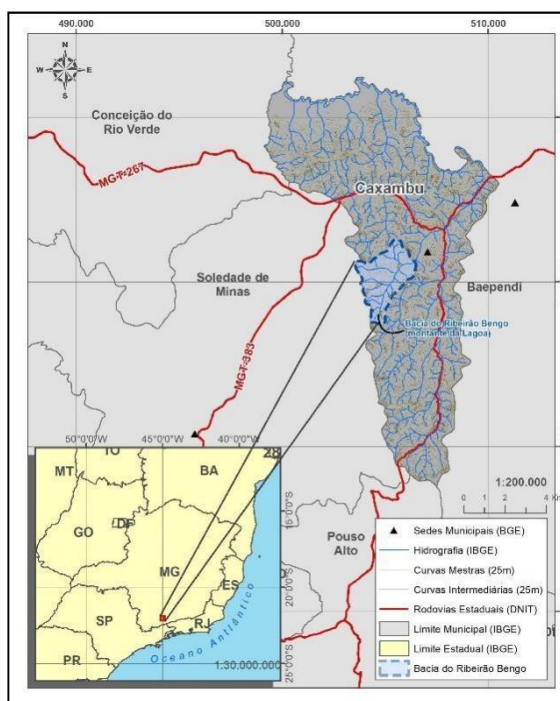 490.000
500.000
510.000
N
W
E
S
Conceição do
Rio Verde
MGT-267
Caxambu
Soledade de
Minas
Baependi
Bacia do Ribeirão Bengo
(montante da Lagoa)
MGT-383
50°0'0"W
45°0'0"W
40°0'0"W
TO
MT
BA
GO
DF
MG
ES
SP
RJ
PR
Oceano Atlântico
15°0'0"S
20°0'0"S
25°0'0"S
1:30.000.000
Pouso
Alto
1:200.000
0 1 2 4
Sedes Municipais (BGE)
Hidrografia (IBGE)
Curvas Mestras (25m)
Curvas Intermediárias (25m)
Rodovias Estaduais (DNIT)
Limite Municipal (IBGE)
Limite Estadual (IBGE)
Bacia do Ribeirão Bengo